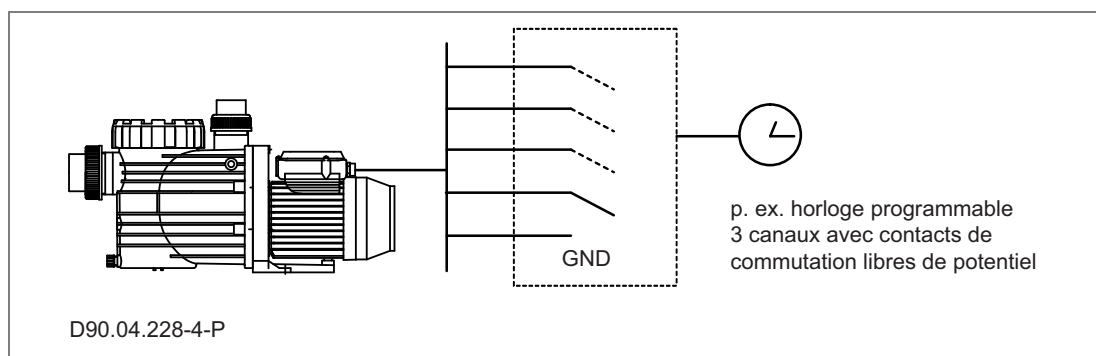 GND
p. ex. horloge programmable
3 canaux avec contacts de
commutation libres de potentiel
D90.04.228-4-P